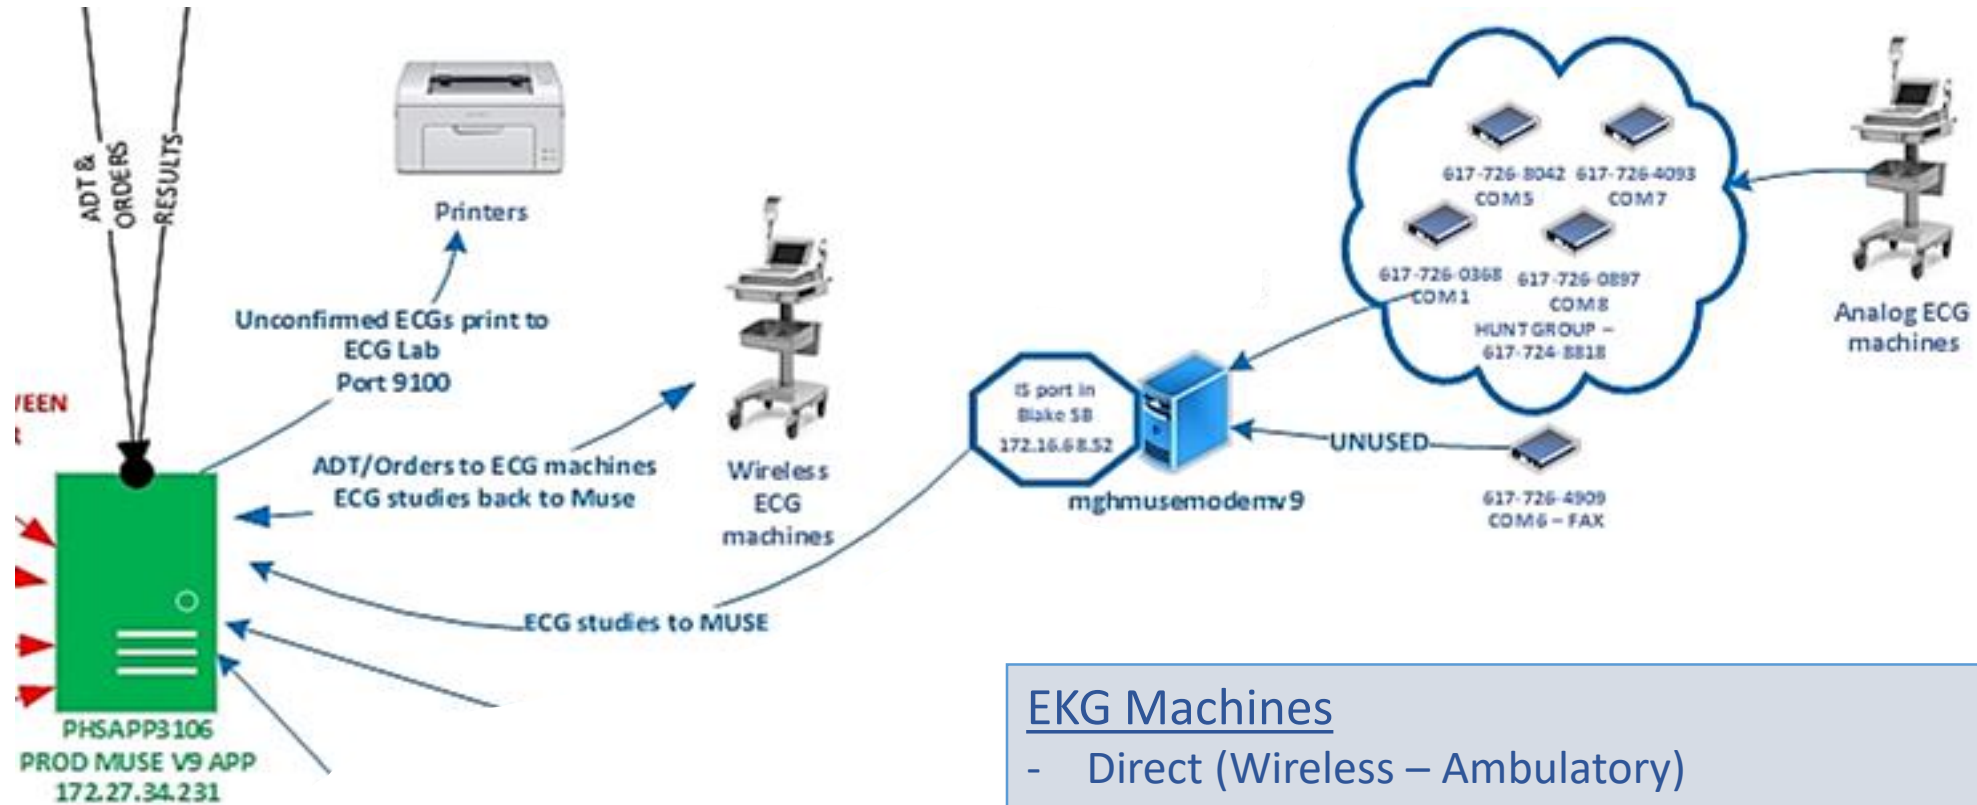 ADT &
ORDERS
RESULTS
Printers
Unconfirmed ECGs print to
ECG Lab
Port 9100
ADT/Orders to ECG machines
ECG studies back to Muse
Wireless
ECG
machines
ECG studies to MUSE
PHSAPP3106
PROD MUSE V9 APP
172.27.34.231
IS port in
Blake SB
172.16.68.52
mghmusemodemv9
617-726-8042
COM5
617-726-4093
COM7
617-726-0368
COM1
617-726-0897
COM8
HUNT GROUP –
617-724-8818
UNUSED
617-726-4909
COM6 – FAX
Analog ECG
machines
EKG Machines
- Direct (Wireless – Ambulatory)